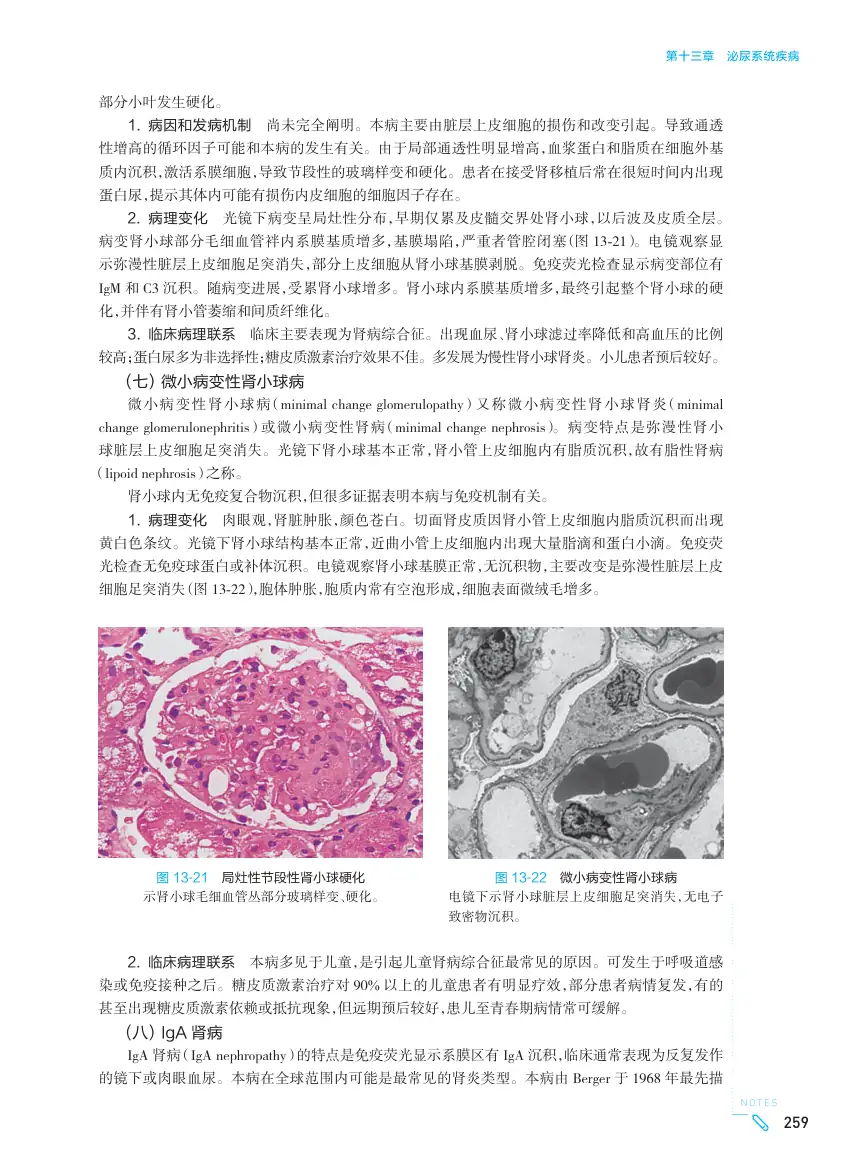 第十三章 泌尿系统疾病
部分小叶发生硬化。
1. 病因和发病机制 尚未完全阐明。本病主要由脏层上皮细胞的损伤和改变引起。导致通透
性增高的循环因子可能和本病的发生有关。由于局部通透性明显增高,血浆蛋白和脂质在细胞外基
质内沉积,激活系膜细胞,导致节段性的玻璃样变和硬化。患者在接受肾移植后常在很短时间内出现
蛋白尿,提示其体内可能有损伤内皮细胞的细胞因子存在。
2. 病理变化 光镜下病变呈局灶性分布,早期仅累及皮髓交界处肾小球,以后波及皮质全层。
病变肾小球部分毛细血管袢内系膜基质增多,基膜塌陷,严重者管腔闭塞(图 13-21)。电镜观察显
示弥漫性脏层上皮细胞足突消失,部分上皮细胞从肾小球基膜剥脱。免疫荧光检查显示病变部位有
IgM 和 C3 沉积。随病变进展,受累肾小球增多。肾小球内系膜基质增多,最终引起整个肾小球的硬
化,并伴有肾小管萎缩和间质纤维化。
3. 临床病理联系 临床主要表现为肾病综合征。出现血尿、肾小球滤过率降低和高血压的比例
较高;蛋白尿多为非选择性;糖皮质激素治疗效果不佳。多发展为慢性肾小球肾炎。小儿患者预后较好。
(七)微小病变性肾小球病
微小病变性肾小球病(minimal change glomerulopathy)又称微小病变性肾小球肾炎(minimal
change glomerulonephritis)或微小病变性肾病(minimal change nephrosis)。病变特点是弥漫性肾小
球脏层上皮细胞足突消失。光镜下肾小球基本正常,肾小管上皮细胞内有脂质沉积,故有脂性肾病
(lipoid nephrosis)之称。
肾小球内无免疫复合物沉积,但很多证据表明本病与免疫机制有关。
1. 病理变化 肉眼观,肾脏肿胀,颜色苍白。切面肾皮质因肾小管上皮细胞内脂质沉积而出现
黄白色条纹。光镜下肾小球结构基本正常,近曲小管上皮细胞内出现大量脂滴和蛋白小滴。免疫荧
光检查无免疫球蛋白或补体沉积。电镜观察肾小球基膜正常,无沉积物,主要改变是弥漫性脏层上皮
细胞足突消失(图 13-22),胞体肿胀,胞质内常有空泡形成,细胞表面微绒毛增多。
图 13-21 局灶性节段性肾小球硬化
示肾小球毛细血管丛部分玻璃样变、硬化。
图 13-22 微小病变性肾小球病
电镜下示肾小球脏层上皮细胞足突消失,无电子
致密物沉积。
2. 临床病理联系 本病多见于儿童,是引起儿童肾病综合征最常见的原因。可发生于呼吸道感
染或免疫接种之后。糖皮质激素治疗对 90% 以上的儿童患者有明显疗效,部分患者病情复发,有的
甚至出现糖皮质激素依赖或抵抗现象,但远期预后较好,患儿至青春期病情常可缓解。
(八)IgA 肾病
IgA 肾病(IgA nephropathy)的特点是免疫荧光显示系膜区有 IgA 沉积,临床通常表现为反复发作
的镜下或肉眼血尿。本病在全球范围内可能是最常见的肾炎类型。本病由 Berger 于 1968 年最先描
NOTES
259